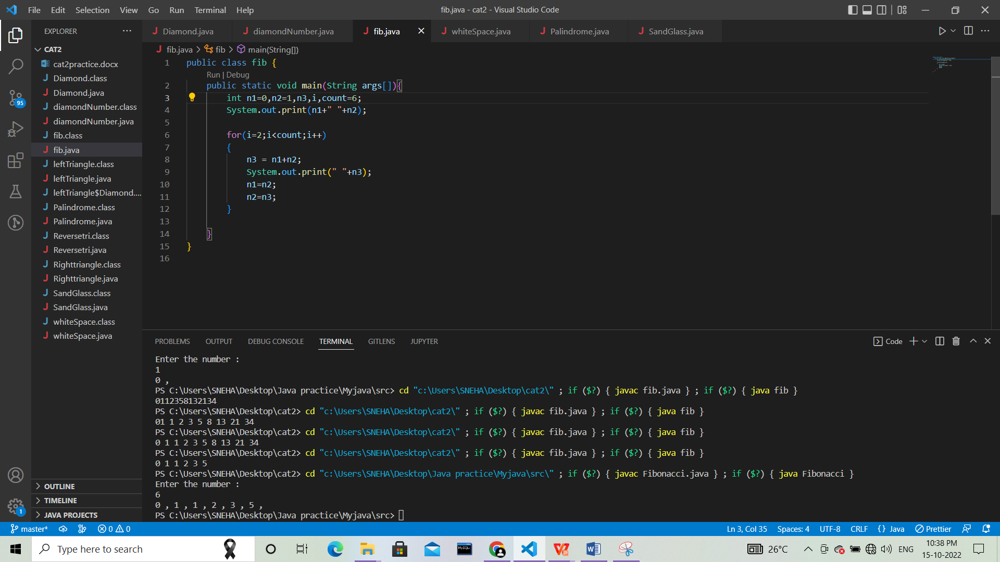 File Edit Selection View Go Run Terminal Help
fib.java - cat2 - Visual Studio Code
EXPLORER
Diamond.java diamondNumber.java fib.java whiteSpace.java Palindrome.java SandGlass.java
CAT2
cat2practice.docx
Diamond.class
Diamond.java
diamondNumber.class
diamondNumber.java
fib.class
fib.java
leftTriangle.class
leftTriangle.java
leftTriangle$Diamond....
Palindrome.class
Palindrome.java
Reversetri.class
Reversetri.java
Righttriangle.class
Righttriangle.java
SandGlass.class
SandGlass.java
whiteSpace.class
whiteSpace.java
OUTLINE
TIMELINE
JAVA PROJECTS
95
1
fib.java > fib > main(String[])
1 public class fib {
Run | Debug
2 public static void main(String args[]){
3 int n1=0,n2=1,n3,i,count=6;
4 System.out.print(n1+" "+n2);
5
6 for(i=2;i<count;i++)
7 {
8 n3 = n1+n2;
9 System.out.print(" "+n3);
10 n1=n2;
11 n2=n3;
12 }
13
14 }
15 }
16
PROBLEMS OUTPUT DEBUG CONSOLE TERMINAL GITLENS JUPYTER
Code
Enter the number :
1
0 ,
PS C:\Users\SNEHA\Desktop\Java practice\Myjava\src> cd "c:\Users\SNEHA\Desktop\cat2\" ; if ($?) { javac fib.java } ; if ($?) { java fib }
0112358132134
PS C:\Users\SNEHA\Desktop\cat2> cd "c:\Users\SNEHA\Desktop\cat2\" ; if ($?) { javac fib.java } ; if ($?) { java fib }
01 1 2 3 5 8 13 21 34
PS C:\Users\SNEHA\Desktop\cat2> cd "c:\Users\SNEHA\Desktop\cat2\" ; if ($?) { javac fib.java } ; if ($?) { java fib }
0 1 1 2 3 5 8 13 21 34
PS C:\Users\SNEHA\Desktop\cat2> cd "c:\Users\SNEHA\Desktop\cat2\" ; if ($?) { javac fib.java } ; if ($?) { java fib }
0 1 1 2 3 5
PS C:\Users\SNEHA\Desktop\cat2> cd "c:\Users\SNEHA\Desktop\Java practice\Myjava\src\" ; if ($?) { javac Fibonacci.java } ; if ($?) { java Fibonacci }
Enter the number :
6
0 , 1 , 1 , 2 , 3 , 5 ,
PS C:\Users\SNEHA\Desktop\Java practice\Myjava\src>
master* 0 0 Ln 3, Col 35 Spaces: 4 UTF-8 CRLF {} Java Prettier
Type here to search
26°C
ENG
10:38 PM
15-10-2022